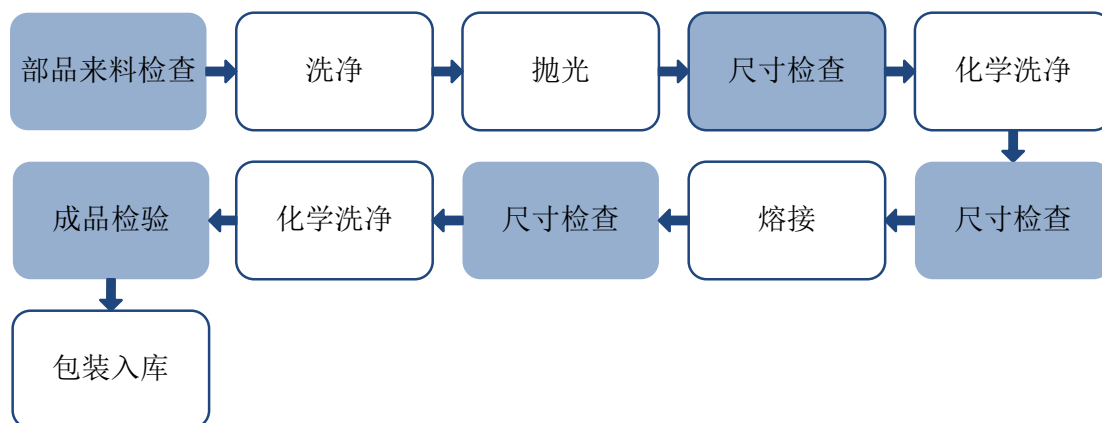 部品来料检查
洗净
抛光
尺寸检查
化学洗净
尺寸检查
熔接
尺寸检查
化学洗净
成品检验
包装入库